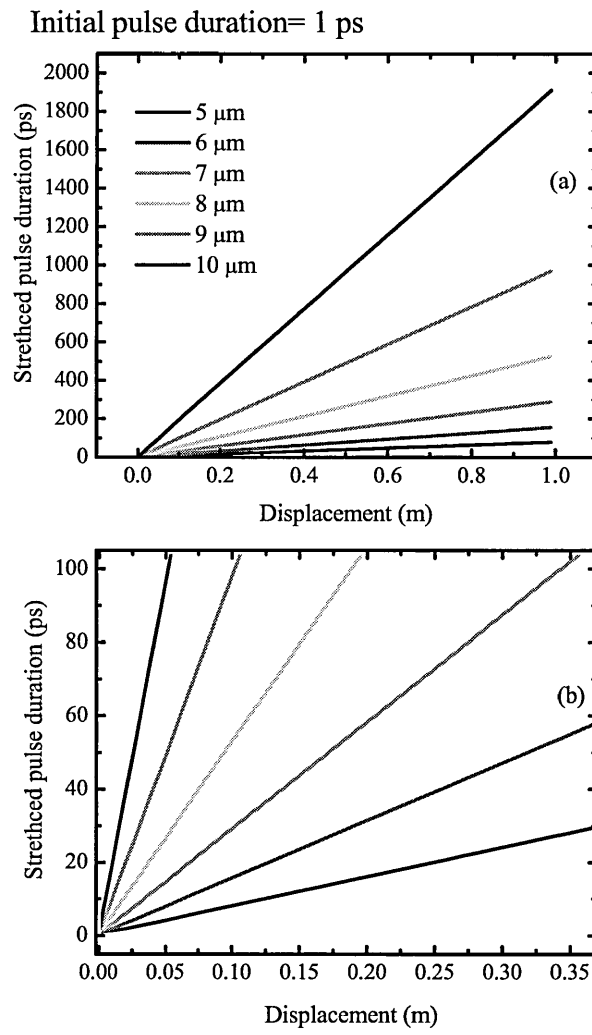 Initial pulse duration= 1 ps
2000
1800
1600
1400
1200
1000
800
600
400
200
0
Strethced pulse duration (ps)
5 μm
6 μm
7 μm
8 μm
9 μm
10 μm
(a)
0.0 0.2 0.4 0.6 0.8 1.0
Displacement (m)
100
80
60
40
20
0
Strethced pulse duration (ps)
(b)
0.00 0.05 0.10 0.15 0.20 0.25 0.30 0.35
Displacement (m)